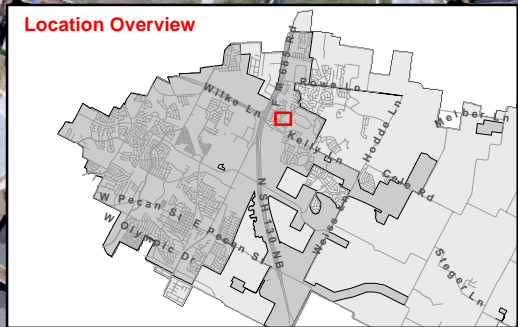 Location Overview
F M 685 Rd
Rowe Ln
Wilke Ln
Melber Ln
Hodde Ln
Kelly Ln
Cele Rd
N SH 130 NB
Weiss Ln
W Pecan St
E Pecan St
W Olympic Dr
Steger Ln